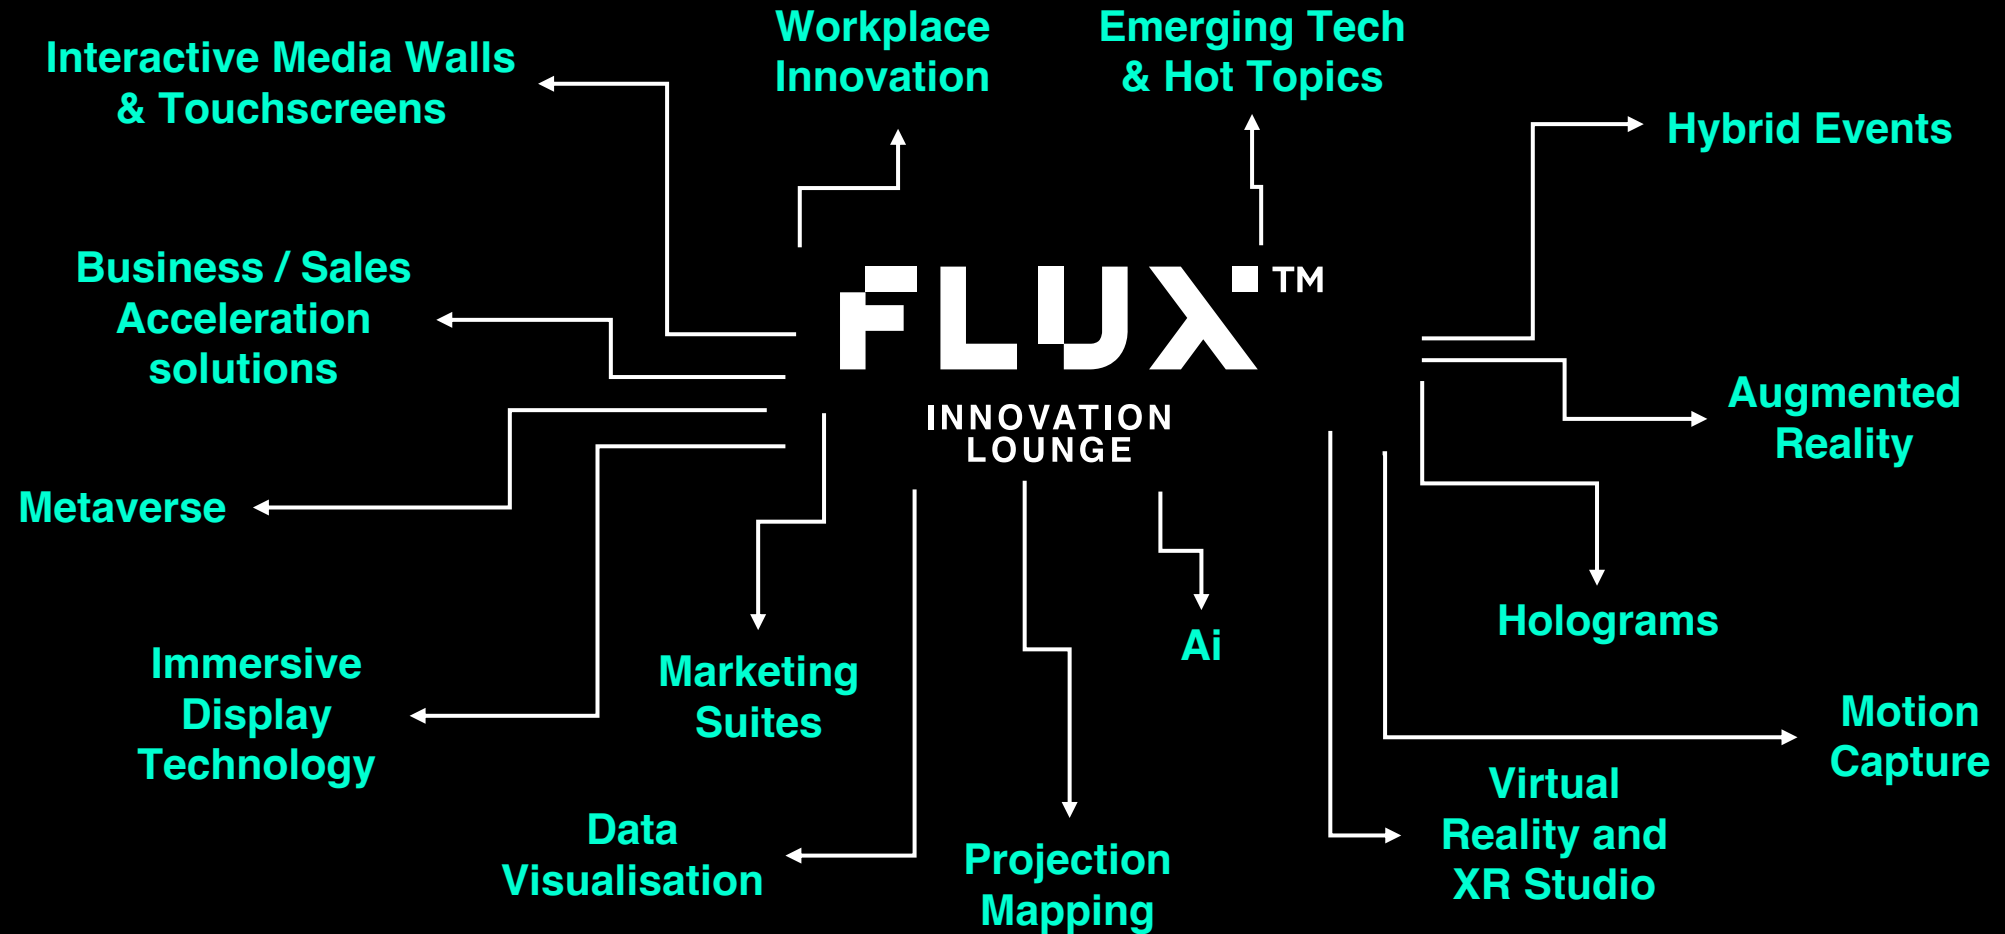 Workplace
Innovation
Emerging Tech
& Hot Topics
Interactive Media Walls
& Touchscreens
Hybrid Events
Business / Sales
Acceleration
solutions
FLUX™
INNOVATION
LOUNGE
Augmented
Reality
Metaverse
Holograms
Ai
Immersive
Display
Technology
Marketing
Suites
Motion
Capture
Virtual
Reality and
XR Studio
Data
Visualisation
Projection
Mapping